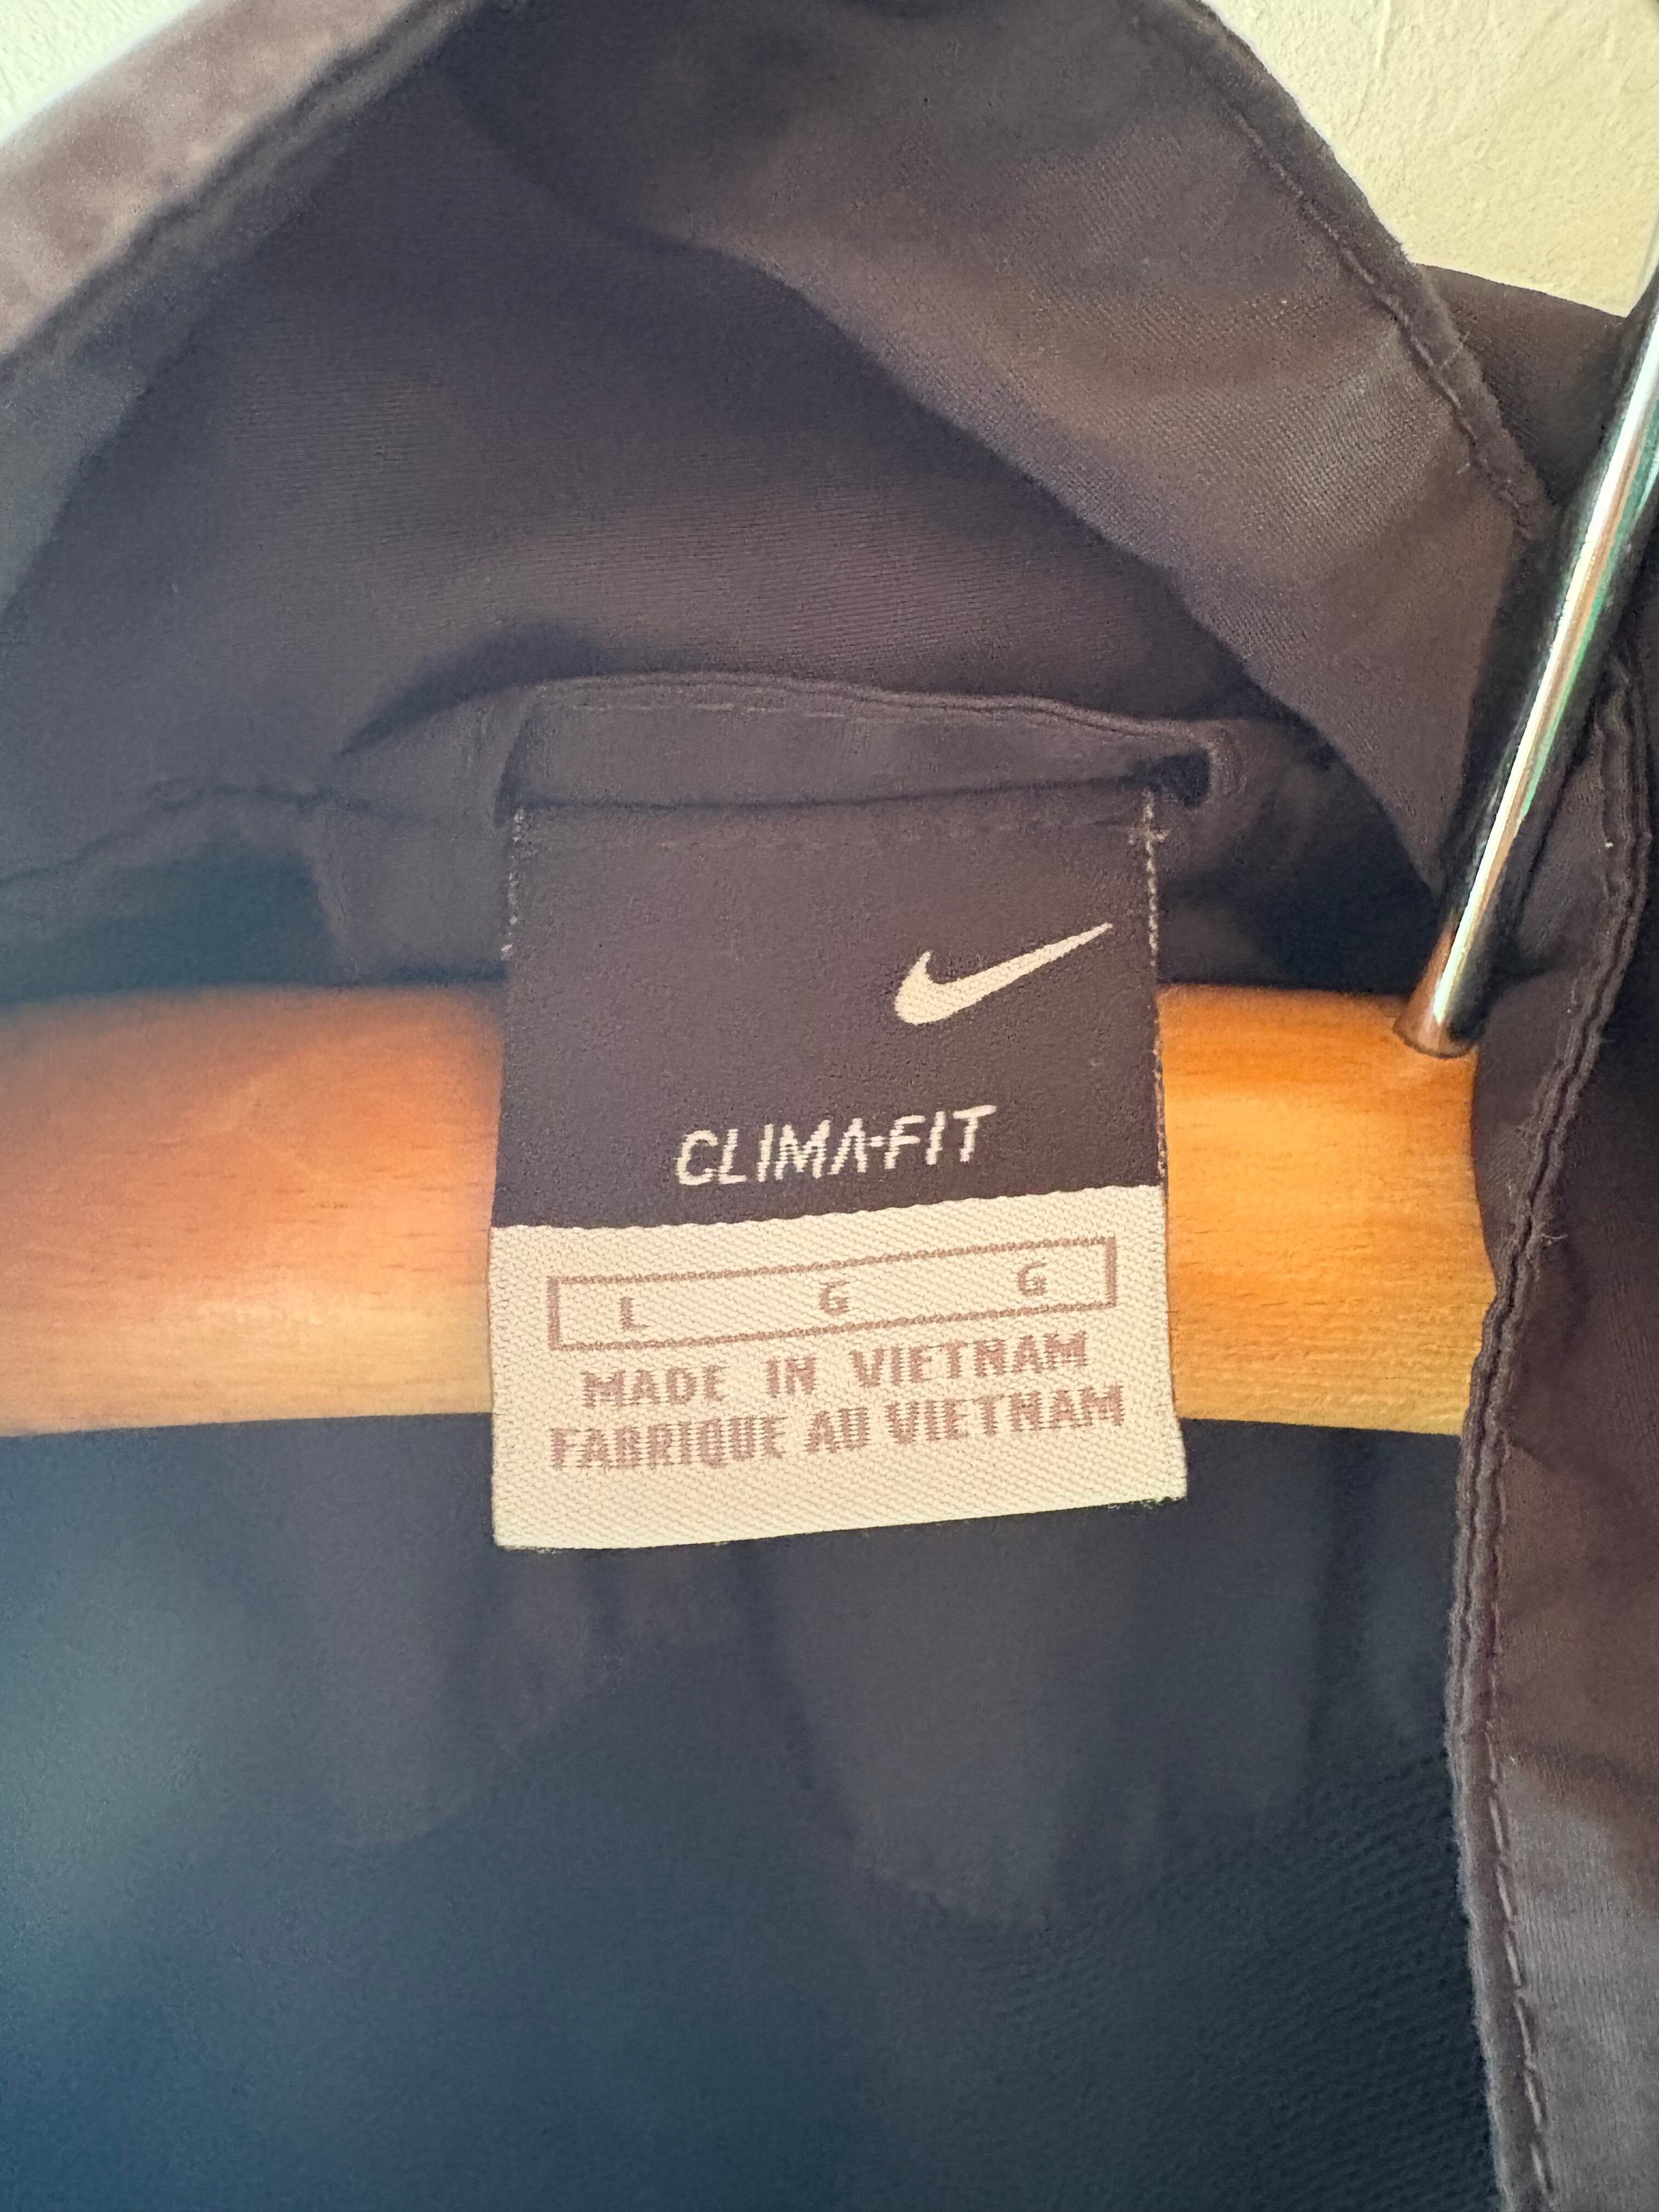 CLIMA-FIT
L G G
MADE IN VIETNAM
FABRIQUE AU VIETNAM